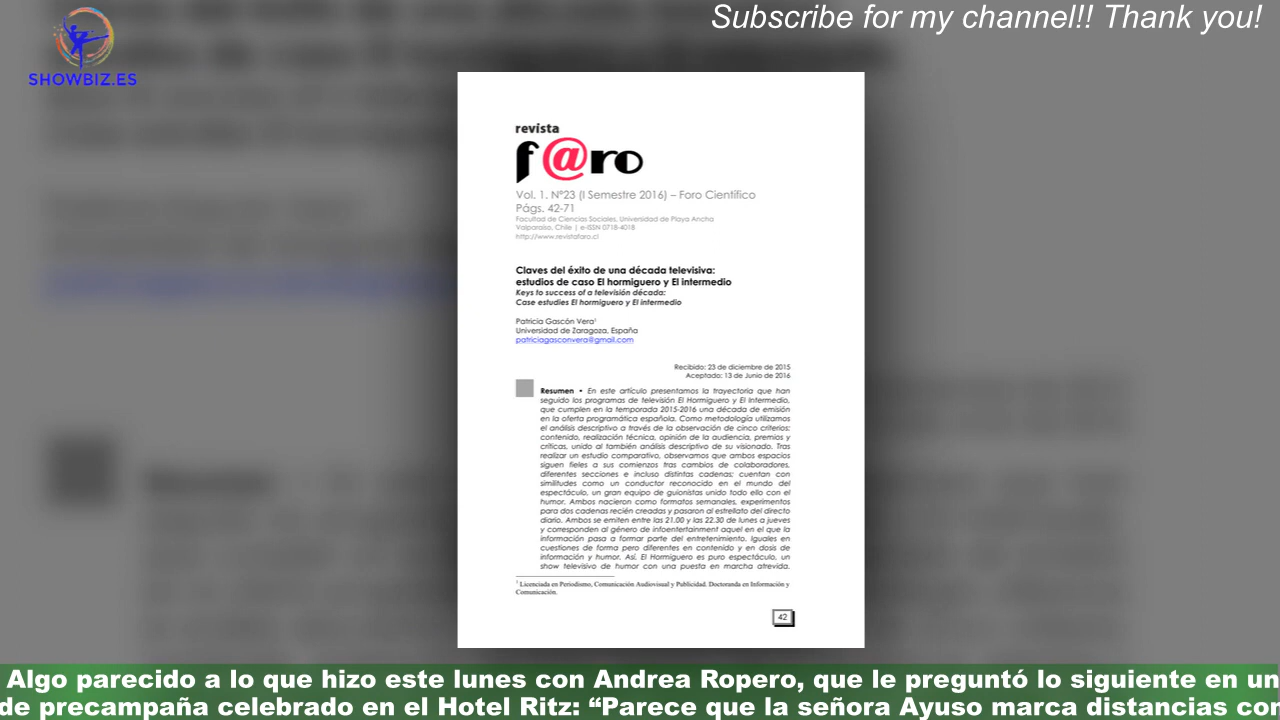 Subscribe for my channel!! Thank you!
SHOWBIZ.ES
revista
f@ro
Vol. 1. N°23 (I Semestre 2016) – Foro Científico
Págs. 42-71
Facultad de Ciencias Sociales, Universidad de Playa Ancha
Valparaíso, Chile | e-ISSN 0718-4018
http://www.revistafaro.cl
Claves del éxito de una década televisiva:
estudios de caso El hormiguero y El intermedio
Keys to success of a televisión década:
Case estudies El hormiguero y El intermedio
Patricia Gascón Vera¹
Universidad de Zaragoza, España
patriciagasconvera@gmail.com
Recibido: 23 de diciembre de 2015
Aceptado: 13 de Junio de 2016
Resumen • En este artículo presentamos la trayectoria que han
seguido los programas de televisión El Hormiguero y El Intermedio,
que cumplen en la temporada 2015-2016 una década de emisión
en la oferta programática española. Como metodología utilizamos
el análisis descriptivo a través de la observación de cinco criterios:
contenido, realización técnica, opinión de la audiencia, premios y
críticas, unido al también análisis descriptivo de su visionado. Tras
realizar un estudio comparativo, observamos que ambos espacios
siguen fieles a sus comienzos tras cambios de colaboradores,
diferentes secciones e incluso distintas cadenas; cuentan con
similitudes como un conductor reconocido en el mundo del
espectáculo, un gran equipo de guionistas unido todo ello con el
humor. Ambos nacieron como formatos semanales, experimentos
para dos cadenas recién creadas y pasaron al estrellato del directo
diario. Ambos se emiten entre las 21.00 y las 22.30 de lunes a jueves
y corresponden al género de infoentertainment aquel en el que la
información pasa a formar parte del entretenimiento. Iguales en
cuestiones de forma pero diferentes en contenido y en dosis de
información y humor. Así, El Hormiguero es puro espectáculo, un
show televisivo de humor con una puesta en marcha atrevida.
¹ Licenciada en Periodismo, Comunicación Audiovisual y Publicidad. Doctoranda en Información y
Comunicación.
42
Algo parecido a lo que hizo este lunes con Andrea Ropero, que le preguntó lo siguiente en un
de precampaña celebrado en el Hotel Ritz: “Parece que la señora Ayuso marca distancias con